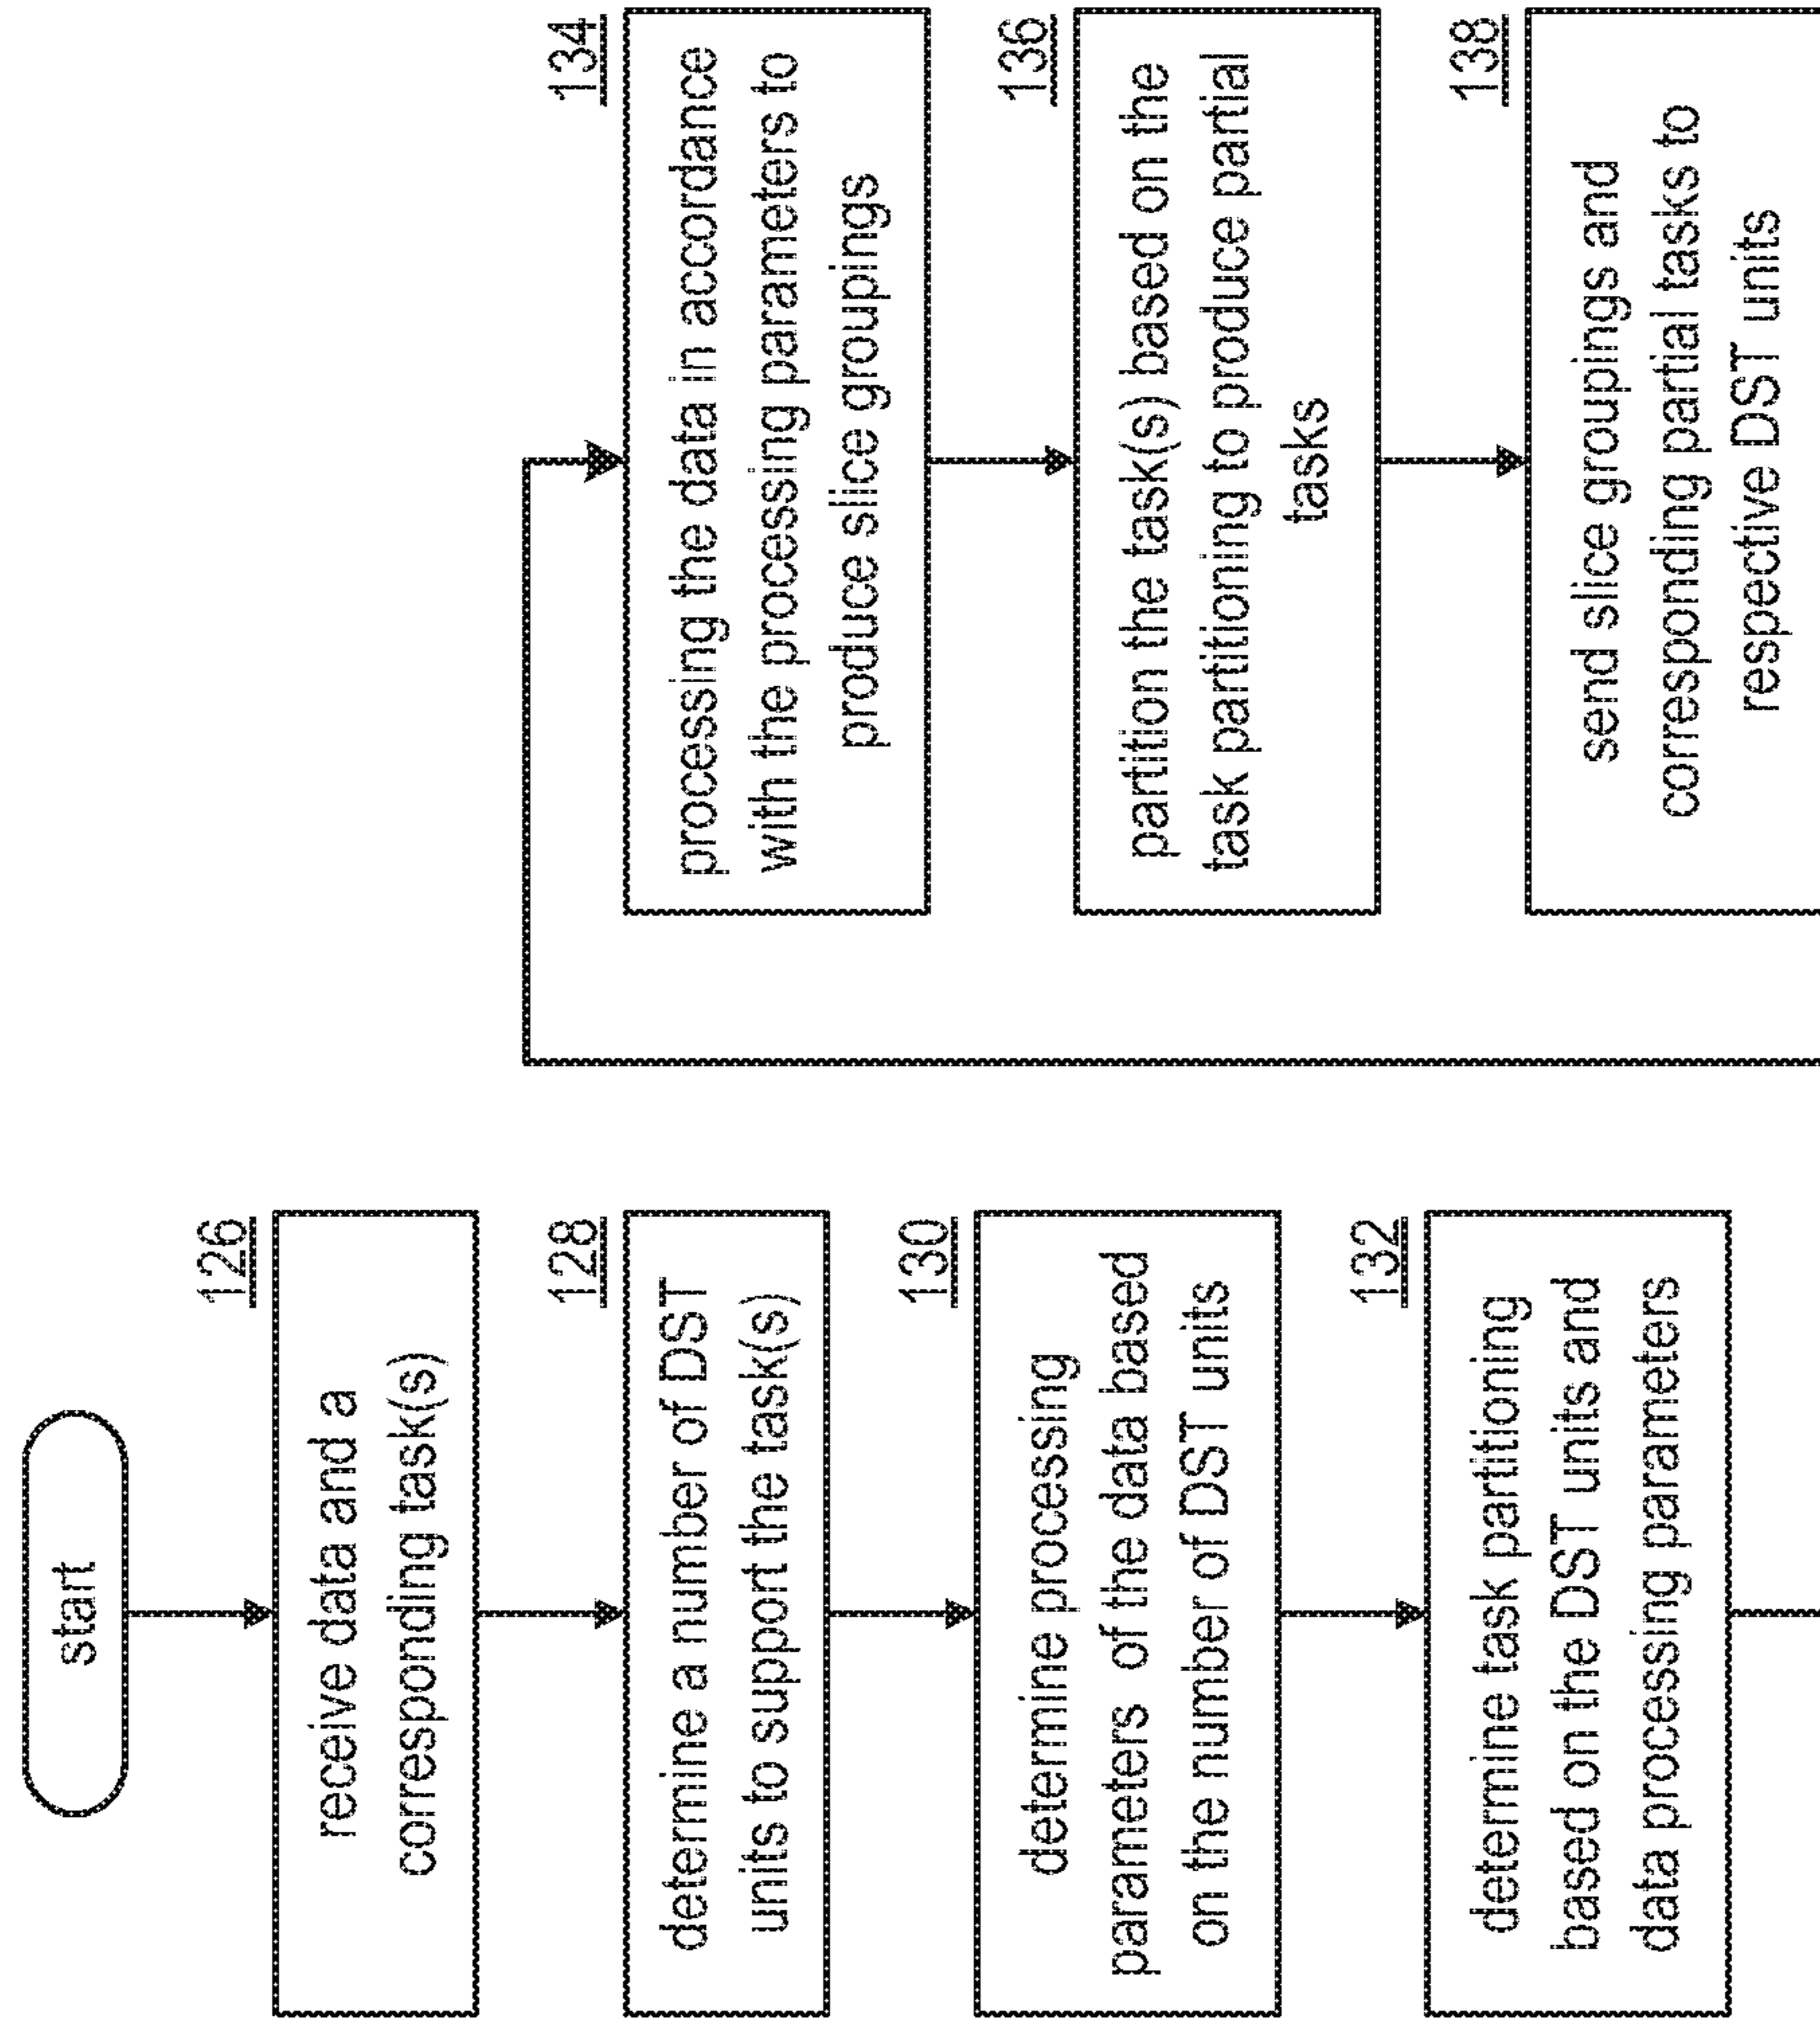 start
126
receive data and a
corresponding task(s)
128
determine a number of DST
units to support the task(s)
130
determine processing
parameters of the data based
on the number of DST units
132
determine task partitioning
based on the DST units and
data processing parameters
134
processing the data in accordance
with the processing parameters to
produce slice groupings
136
partition the task(s) based on the
task partitioning to produce partial
tasks
138
send slice groupings and
corresponding partial tasks to
respective DST units